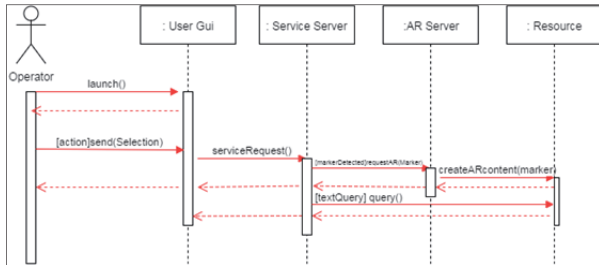 : User Gui
: Service Server
:AR Server
: Resource
Operator
launch()
[action]send(Selection)
serviceRequest()
[markerDetected]requestAR(Marker)
createARcontent(marker)
[textQuery] query()